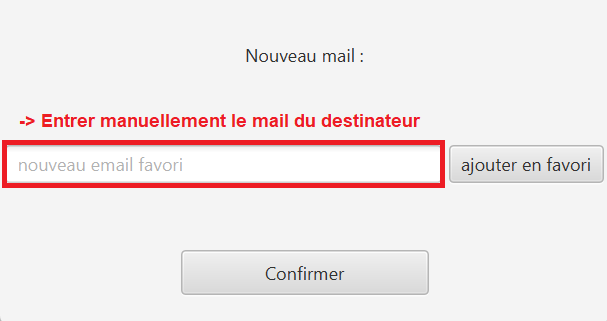 Nouveau mail :
-> Entrer manuellement le mail du destinateur
nouveau email favori
ajouter en favori
Confirmer